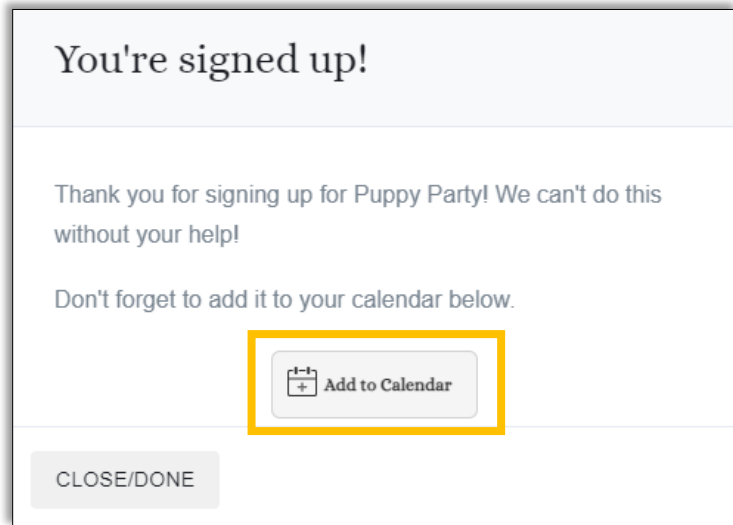 You're signed up!
Thank you for signing up for Puppy Party! We can't do this
without your help!
Don't forget to add it to your calendar below.
Add to Calendar
CLOSE/DONE